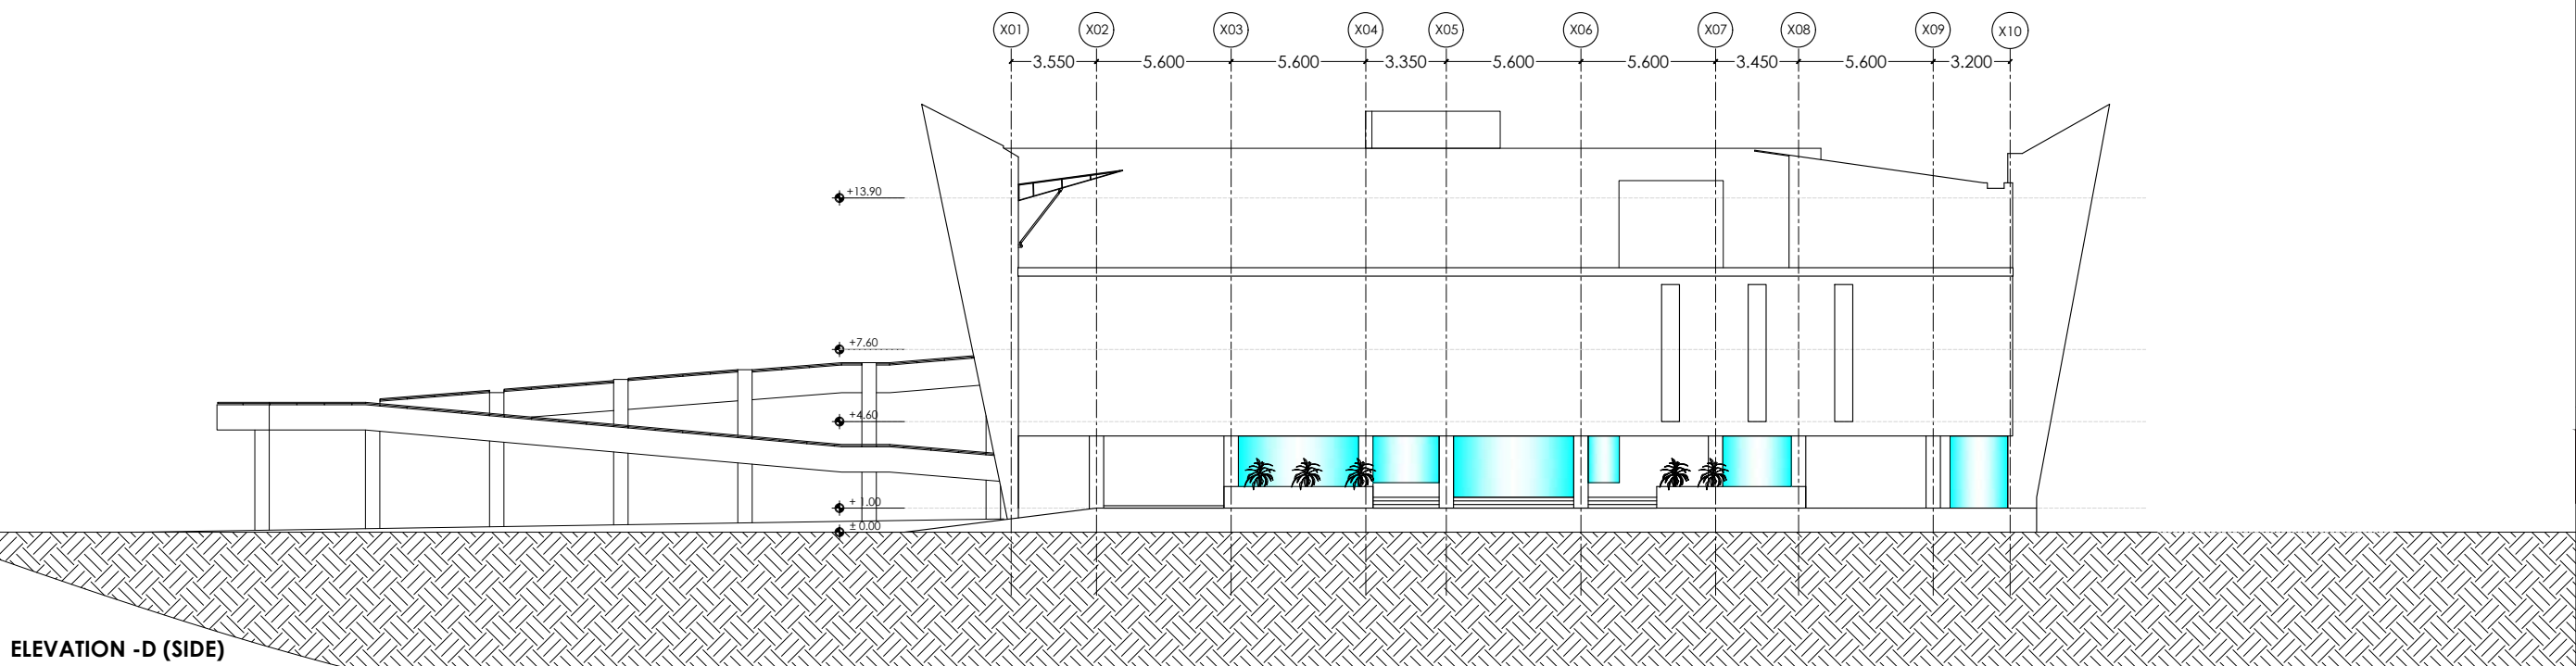 X01 X02 X03 X04 X05 X06 X07 X08 X09 X10
3.550 5.600 5.600 3.350 5.600 5.600 3.450 5.600 3.200
+13.90
+7.60
+4.60
+ 1.00
± 0.00
ELEVATION -D (SIDE)